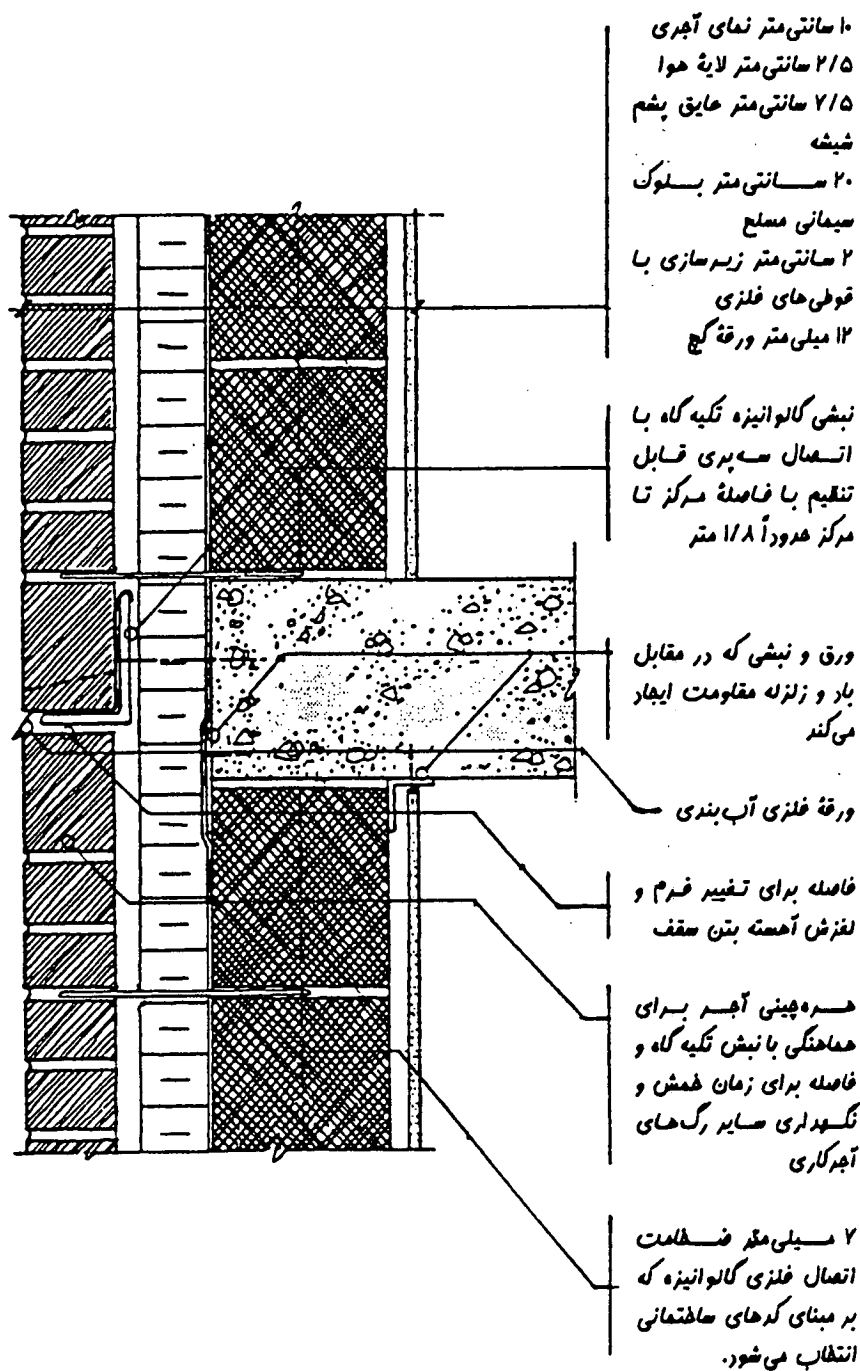 ۱۰ سانتی‌متر نمای آجری
۲/۵ سانتی‌متر لایهٔ هوا
۷/۵ سانتی‌متر عایق پشم
شیشه
۲۰ سانتی‌متر بلوک
سیمانی مسلح
۲ سانتی‌متر زیرسازی با
قوطی‌های فلزی
۱۲ میلی‌متر ورقهٔ گچ
نبشی گالوانیزه تکیه گاه با
اتصال سه‌پری قابل
تنظیم با فاصلهٔ مرکز تا
مرکز حدوداً ۱/۸ متر
ورق و نبشی که در مقابل
بار و زلزله مقاومت ایجاد
می‌کند
ورقهٔ فلزی آب‌بندی
فاصله برای تغییر فرم و
لغزش آهسته بتن سقف
هره‌چینی آجر برای
هماهنگی با نبش تکیه گاه و
فاصله برای زمان خمش و
نگهداری سایر رگ‌های
آجرکاری
۷ میلی‌متر ضخامت
اتصال فلزی گالوانیزه که
بر مبنای کدهای ساختمانی
انتخاب می‌شود.